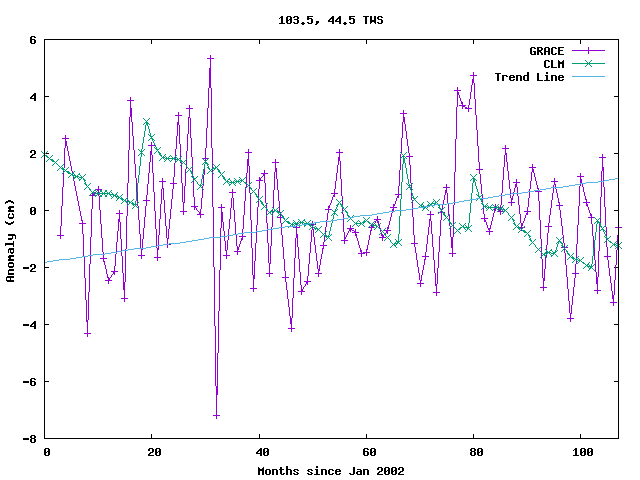 103.5, 44.5 TWS
GRACE
CLM
Trend Line
6
4
2
0
-2
-4
-6
-8
Anomaly (cm)
0 20 40 60 80 100
Months since Jan 2002